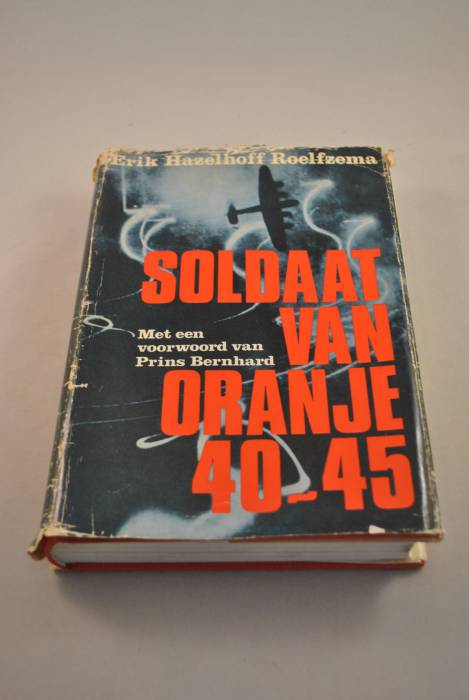 Erik Hazelhoff Roelfzema
SOLDAAT
VAN
Met een
voorwoord van
Prins Bernhard
ORANJE
40-45